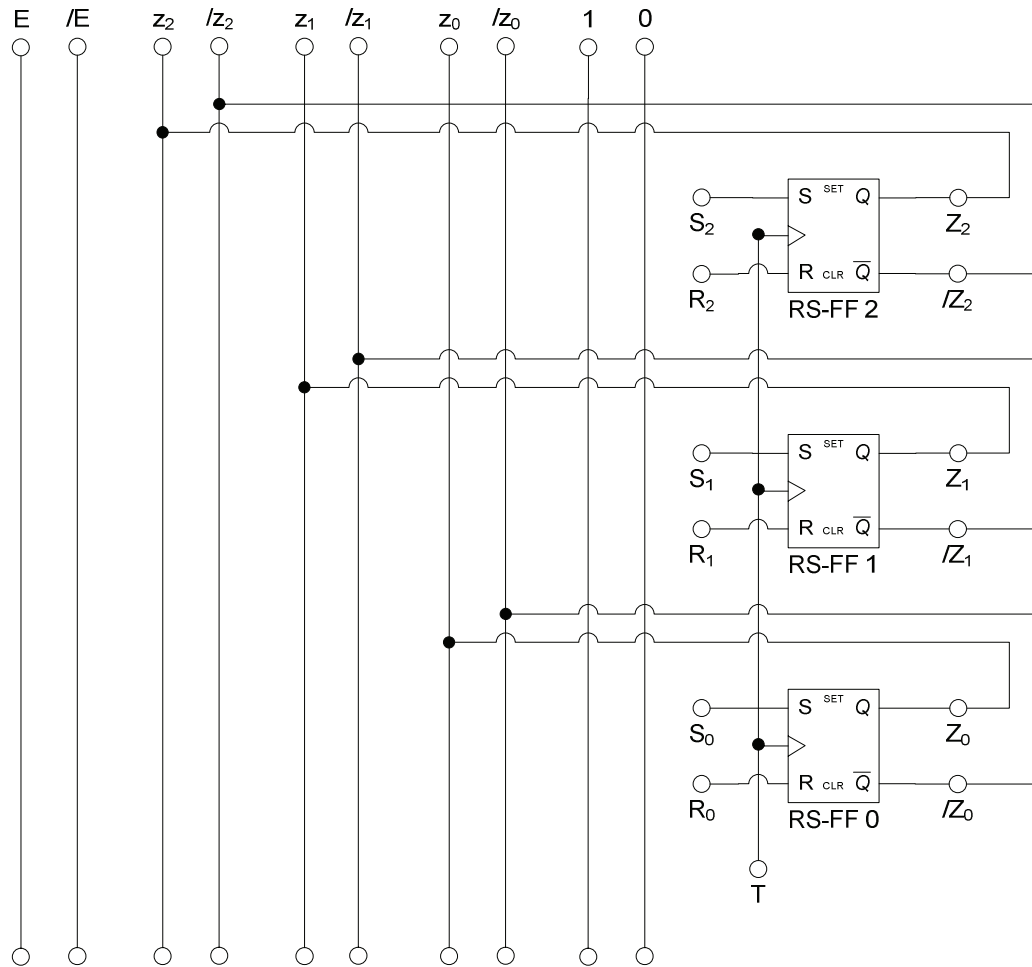 E /E z₂ /z₂ z₁ /z₁ z₀ /z₀ 1 0
S SET Q
S₂ Z₂
R CLR Q̅
R₂ /Z₂
RS-FF 2
S SET Q
S₁ Z₁
R CLR Q̅
R₁ /Z₁
RS-FF 1
S SET Q
S₀ Z₀
R CLR Q̅
R₀ /Z₀
RS-FF 0
T